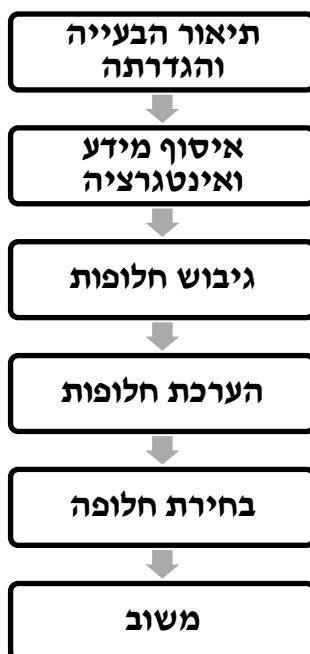 תיאור הבעייה
והגדרתה
איסוף מידע
ואינטגרציה
גיבוש חלופות
הערכת חלופות
בחירת חלופה
משוב